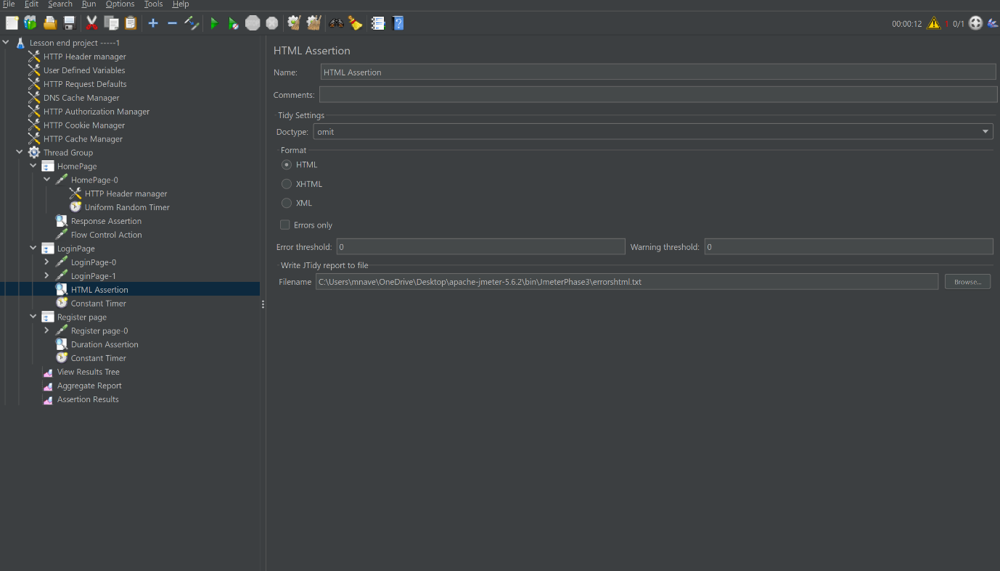 File Edit Search Run Options Tools Help
00:00:12 1 0/1
Lesson end project -----1
HTTP Header manager
User Defined Variables
HTTP Request Defaults
DNS Cache Manager
HTTP Authorization Manager
HTTP Cookie Manager
HTTP Cache Manager
Thread Group
HomePage
HomePage-0
HTTP Header manager
Uniform Random Timer
Response Assertion
Flow Control Action
LoginPage
LoginPage-0
LoginPage-1
HTML Assertion
Constant Timer
Register page
Register page-0
Duration Assertion
Constant Timer
View Results Tree
Aggregate Report
Assertion Results
HTML Assertion
Name: HTML Assertion
Comments:
Tidy Settings
Doctype: omit
Format
HTML
XHTML
XML
Errors only
Error threshold: 0 Warning threshold: 0
Write JTidy report to file
Filename C:\Users\mnave\OneDrive\Desktop\apache-jmeter-5.6.2\bin\JmeterPhase3\errorshtml.txt Browse...